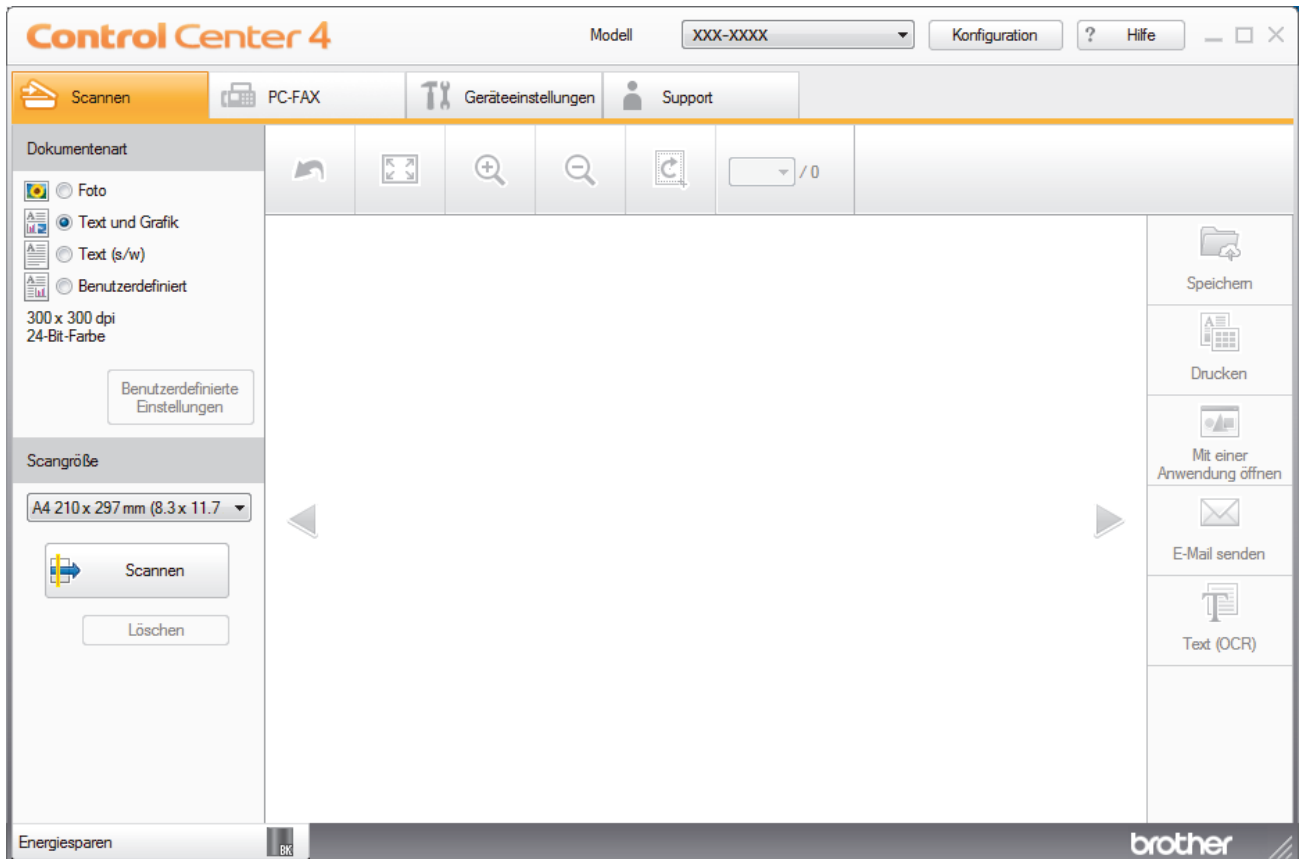 Control Center 4
Modell
XXX-XXXX
Konfiguration
? Hilfe
Scannen
PC-FAX
Geräteeinstellungen
Support
Dokumentenart
/ 0
Foto
Text und Grafik
Text (s/w)
Benutzerdefiniert
300 x 300 dpi
24-Bit-Farbe
Benutzerdefinierte
Einstellungen
Scangröße
A4 210 x 297 mm (8.3 x 11.7
Scannen
Löschen
Speichern
Drucken
Mit einer
Anwendung öffnen
E-Mail senden
Text (OCR)
Energiesparen
BK
brother